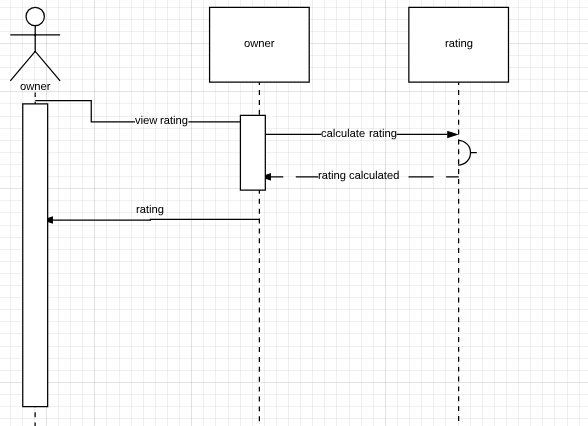 owner
rating
owner
view rating
calculate rating
rating calculated
rating